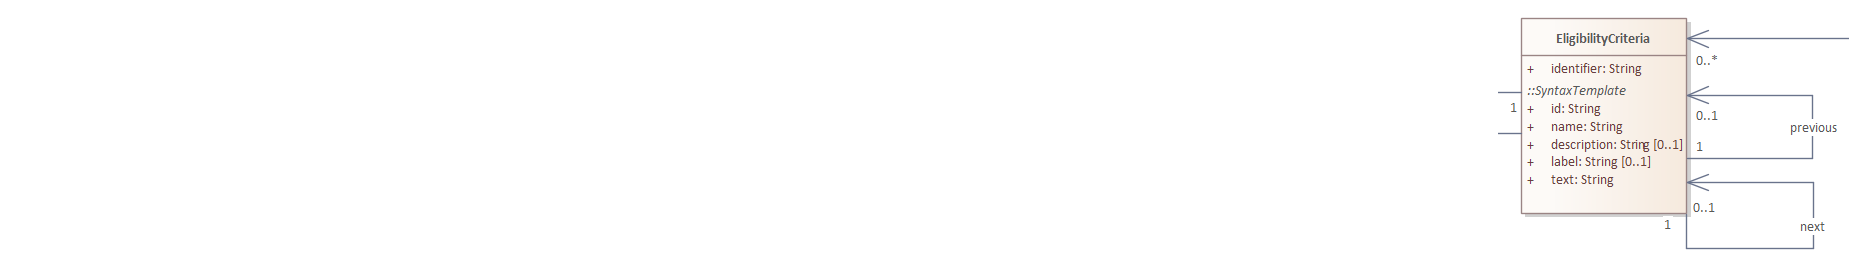 EligibilityCriteria
+ identifier: String
::SyntaxTemplate
+ id: String
+ name: String
+ description: String [0..1]
+ label: String [0..1]
+ text: String
1
0..*
0..1
previous
1
0..1
1
next